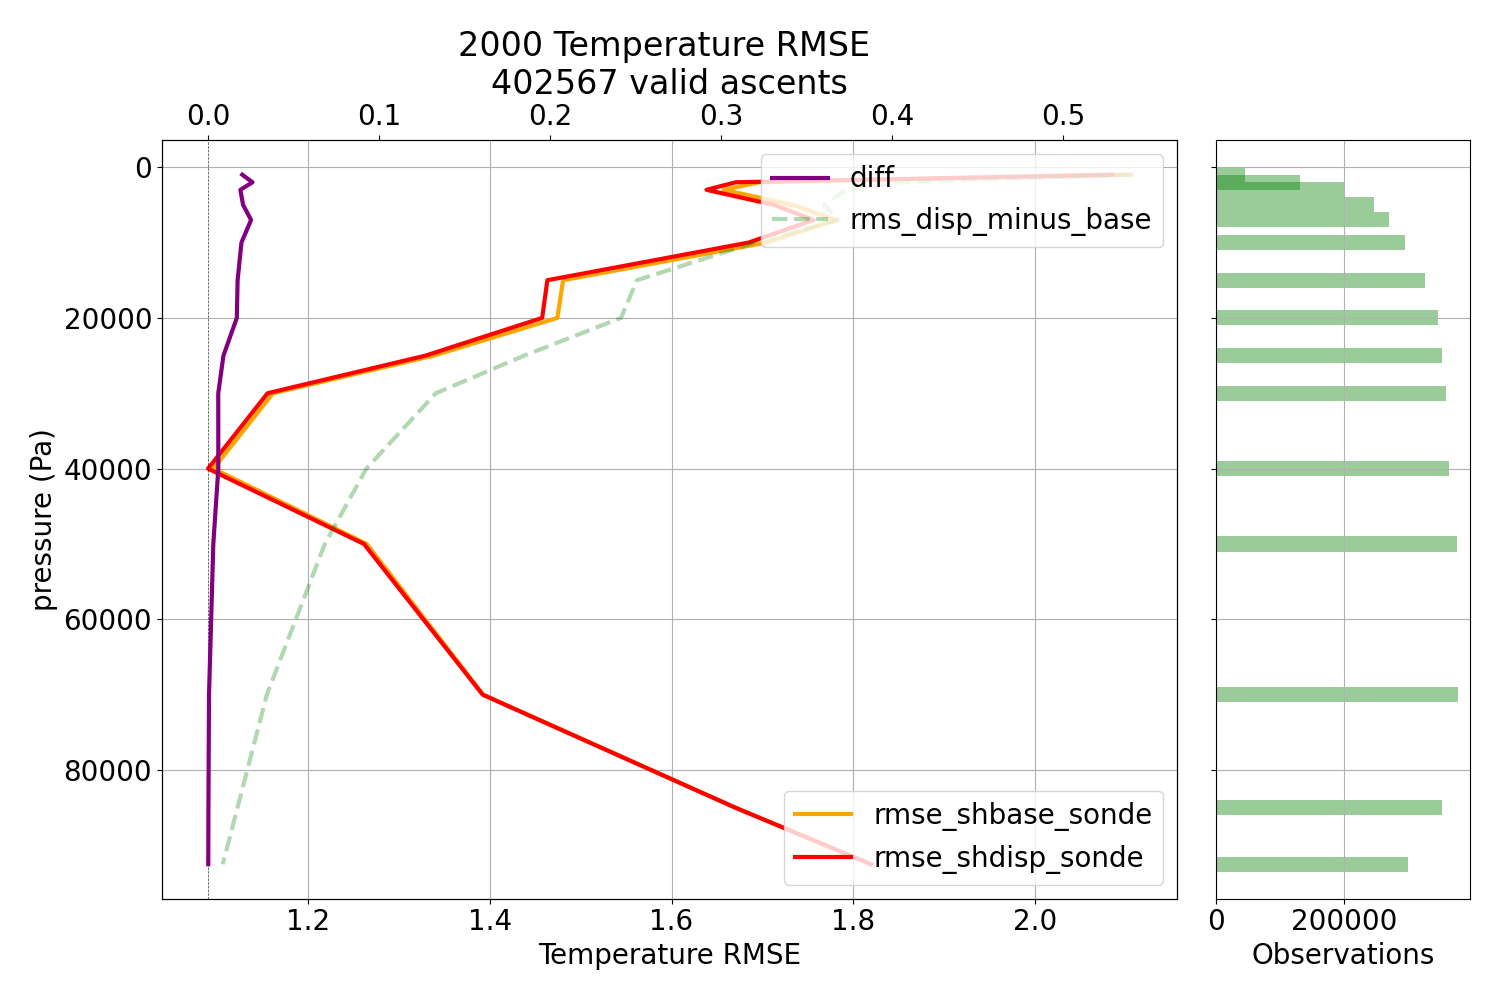 2000 Temperature RMSE
402567 valid ascents
0.0 0.1 0.2 0.3 0.4 0.5
diff
rms_disp_minus_base
0
20000
40000
60000
80000
pressure (Pa)
rmse_shbase_sonde
rmse_shdisp_sonde
1.2 1.4 1.6 1.8 2.0
Temperature RMSE
0 200000
Observations